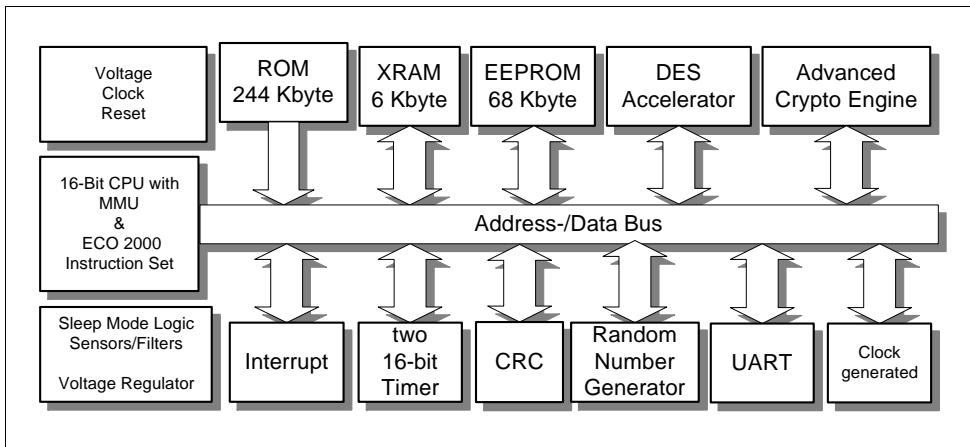 Voltage
Clock
Reset
ROM
244 Kbyte
XRAM
6 Kbyte
EEPROM
68 Kbyte
DES
Accelerator
Advanced
Crypto Engine
16-Bit CPU with
MMU
&
ECO 2000
Instruction Set
Address-/Data Bus
Sleep Mode Logic
Sensors/Filters
Voltage Regulator
Interrupt
two
16-bit
Timer
CRC
Random
Number
Generator
UART
Clock
generated